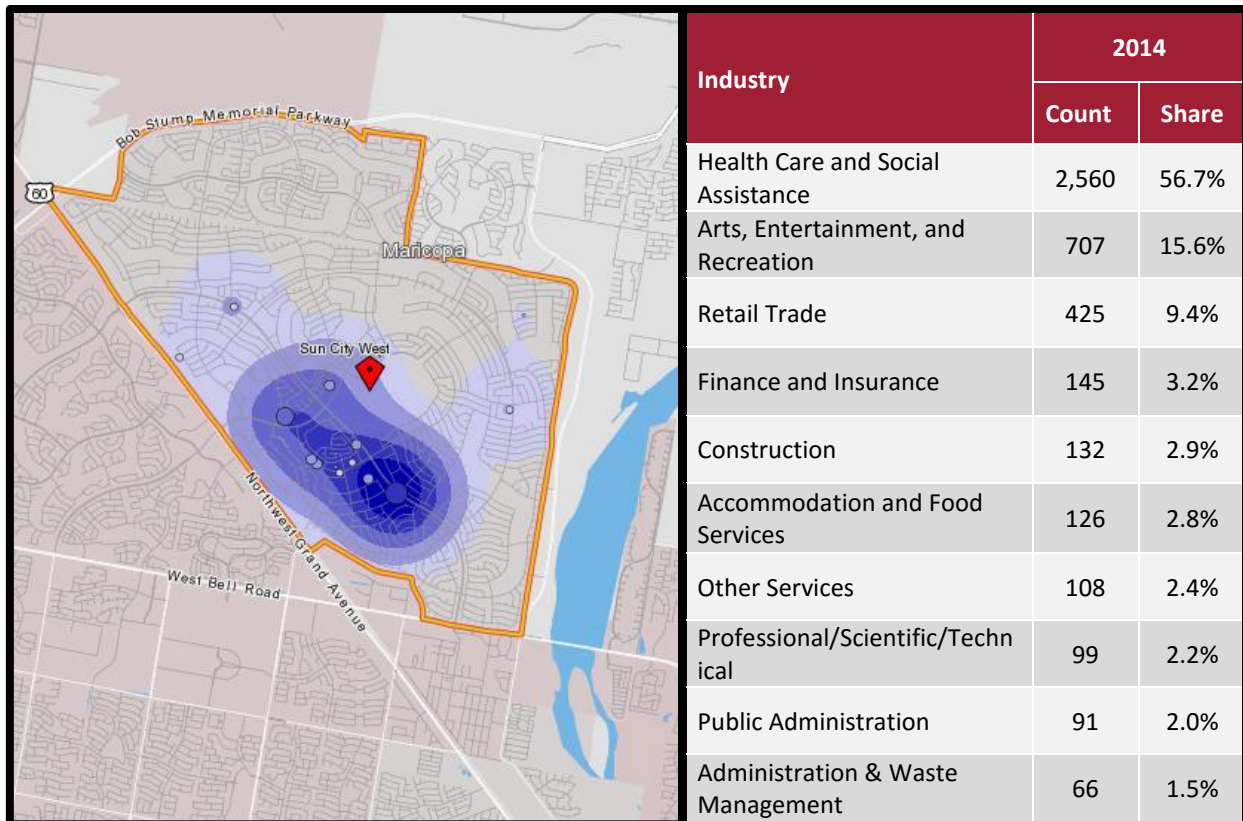 Bob Stump Memorial Parkway
60
Maricopa
Sun City West
Northwest Grand Avenue
West Bell Road
Industry
2014
Count
Share
Health Care and Social
Assistance
2,560
56.7%
Arts, Entertainment, and
Recreation
707
15.6%
Retail Trade
425
9.4%
Finance and Insurance
145
3.2%
Construction
132
2.9%
Accommodation and Food
Services
126
2.8%
Other Services
108
2.4%
Professional/Scientific/Techn
ical
99
2.2%
Public Administration
91
2.0%
Administration & Waste
Management
66
1.5%